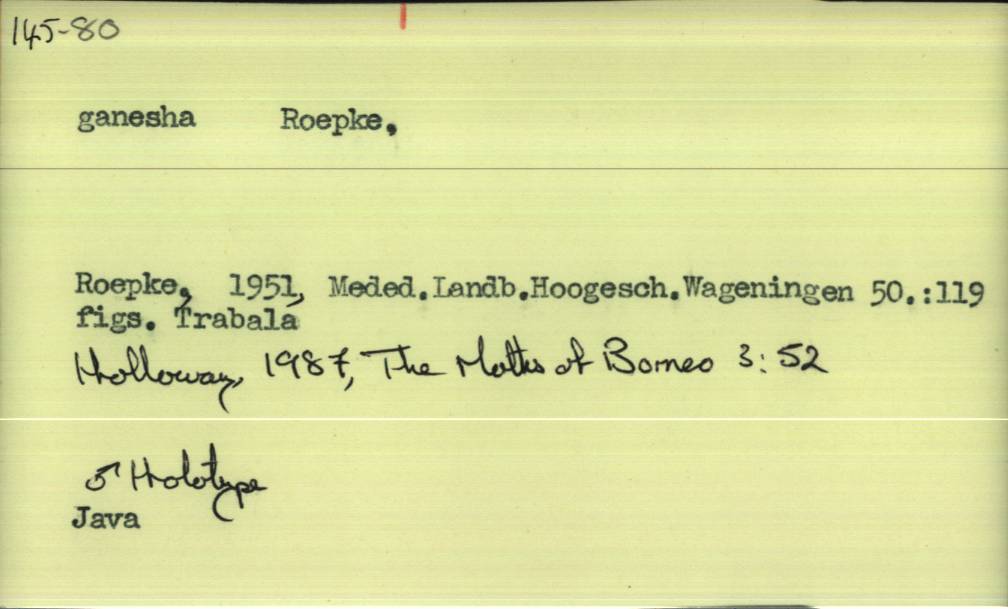 145-80
ganesha Roepke,
Roepke, 1951, Meded.Landb.Hoogesch.Wageningen 50.:119
figs. Trabala
Holloway, 1987, The Moths of Borneo 3: 52
♂ Holotype
Java